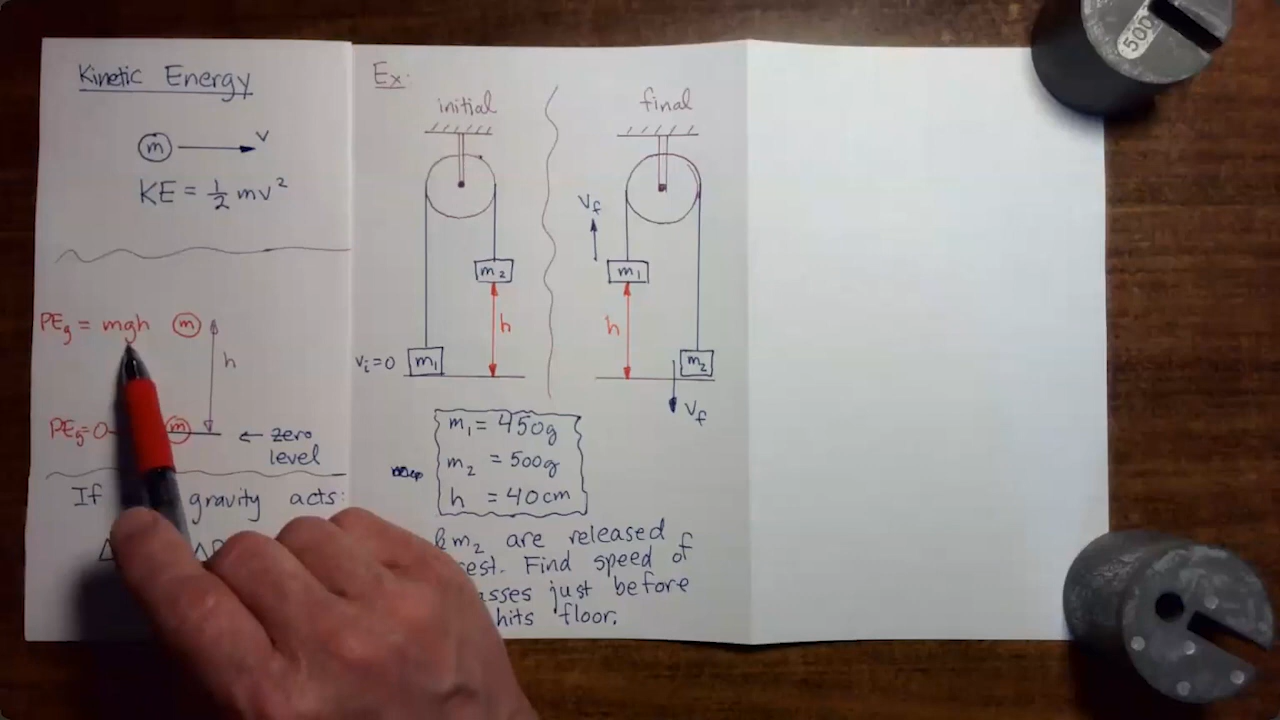 Kinetic Energy
m
v
KE = 1/2 mv²
PEg = mgh
m
h
PEg=0
m
← zero level
If gravity acts:
Ex:
initial
m2
h
vi=0
m1
final
vf
m1
h
m2
vf
m1 = 450g
m2 = 500g
h = 40cm
m2 are released
Find speed of
just before
hits floor.
500